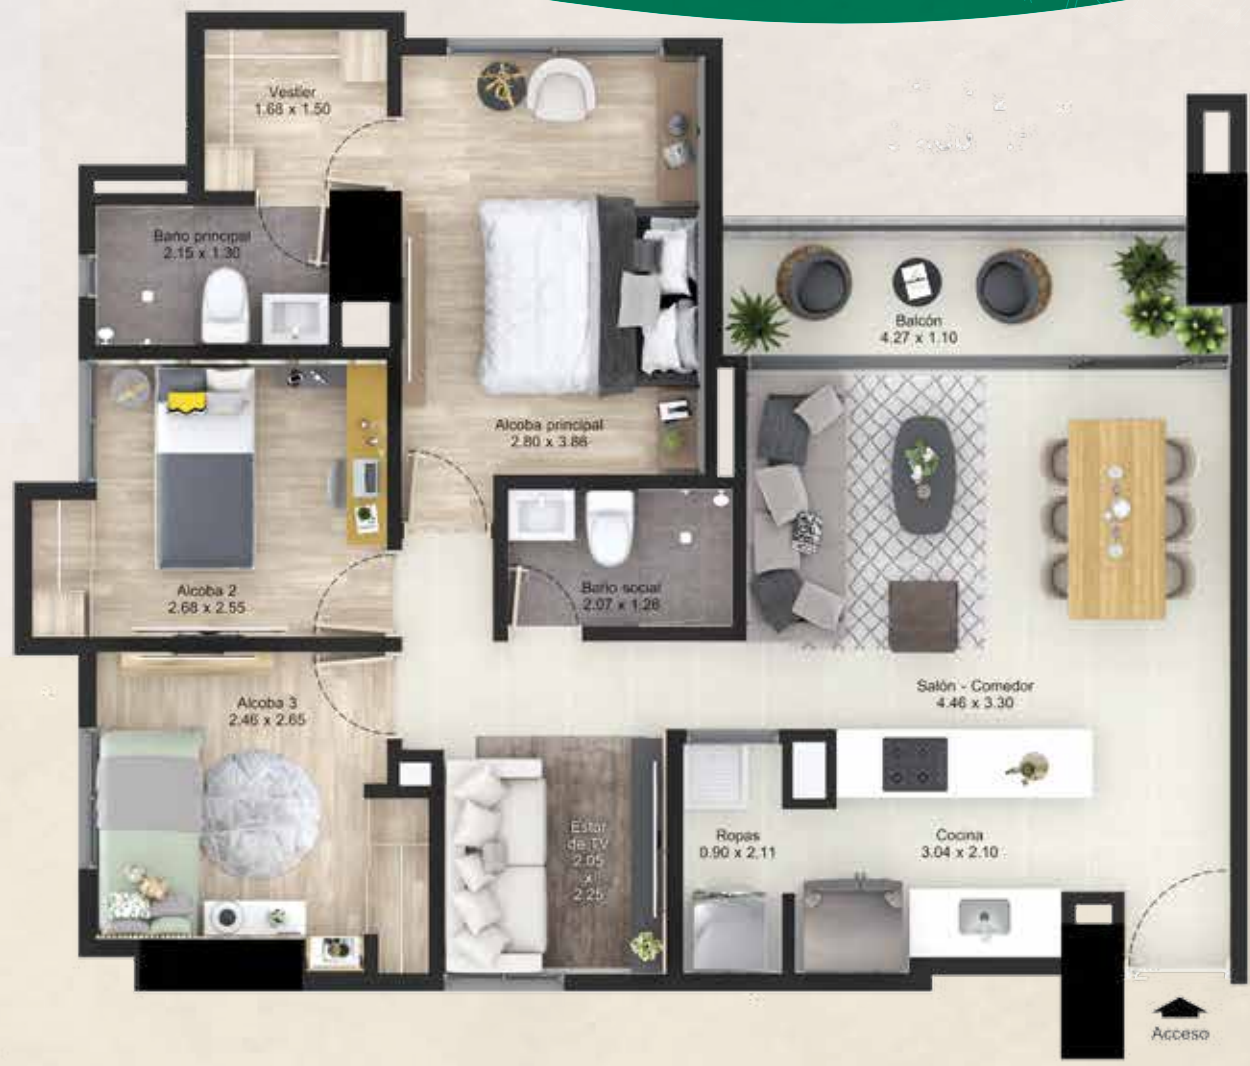 Vestier
1.68 x 1.50
Baño principal
2.15 x 1.30
Balcón
4.27 x 1.10
Alcoba principal
2.80 x 3.86
Alcoba 2
2.68 x 2.55
Baño social
2.07 x 1.26
Alcoba 3
2.46 x 2.65
Salón - Comedor
4.46 x 3.30
Estar
de TV
2.05
x
2.25
Ropas
0.90 x 2.11
Cocina
3.04 x 2.10
Acceso